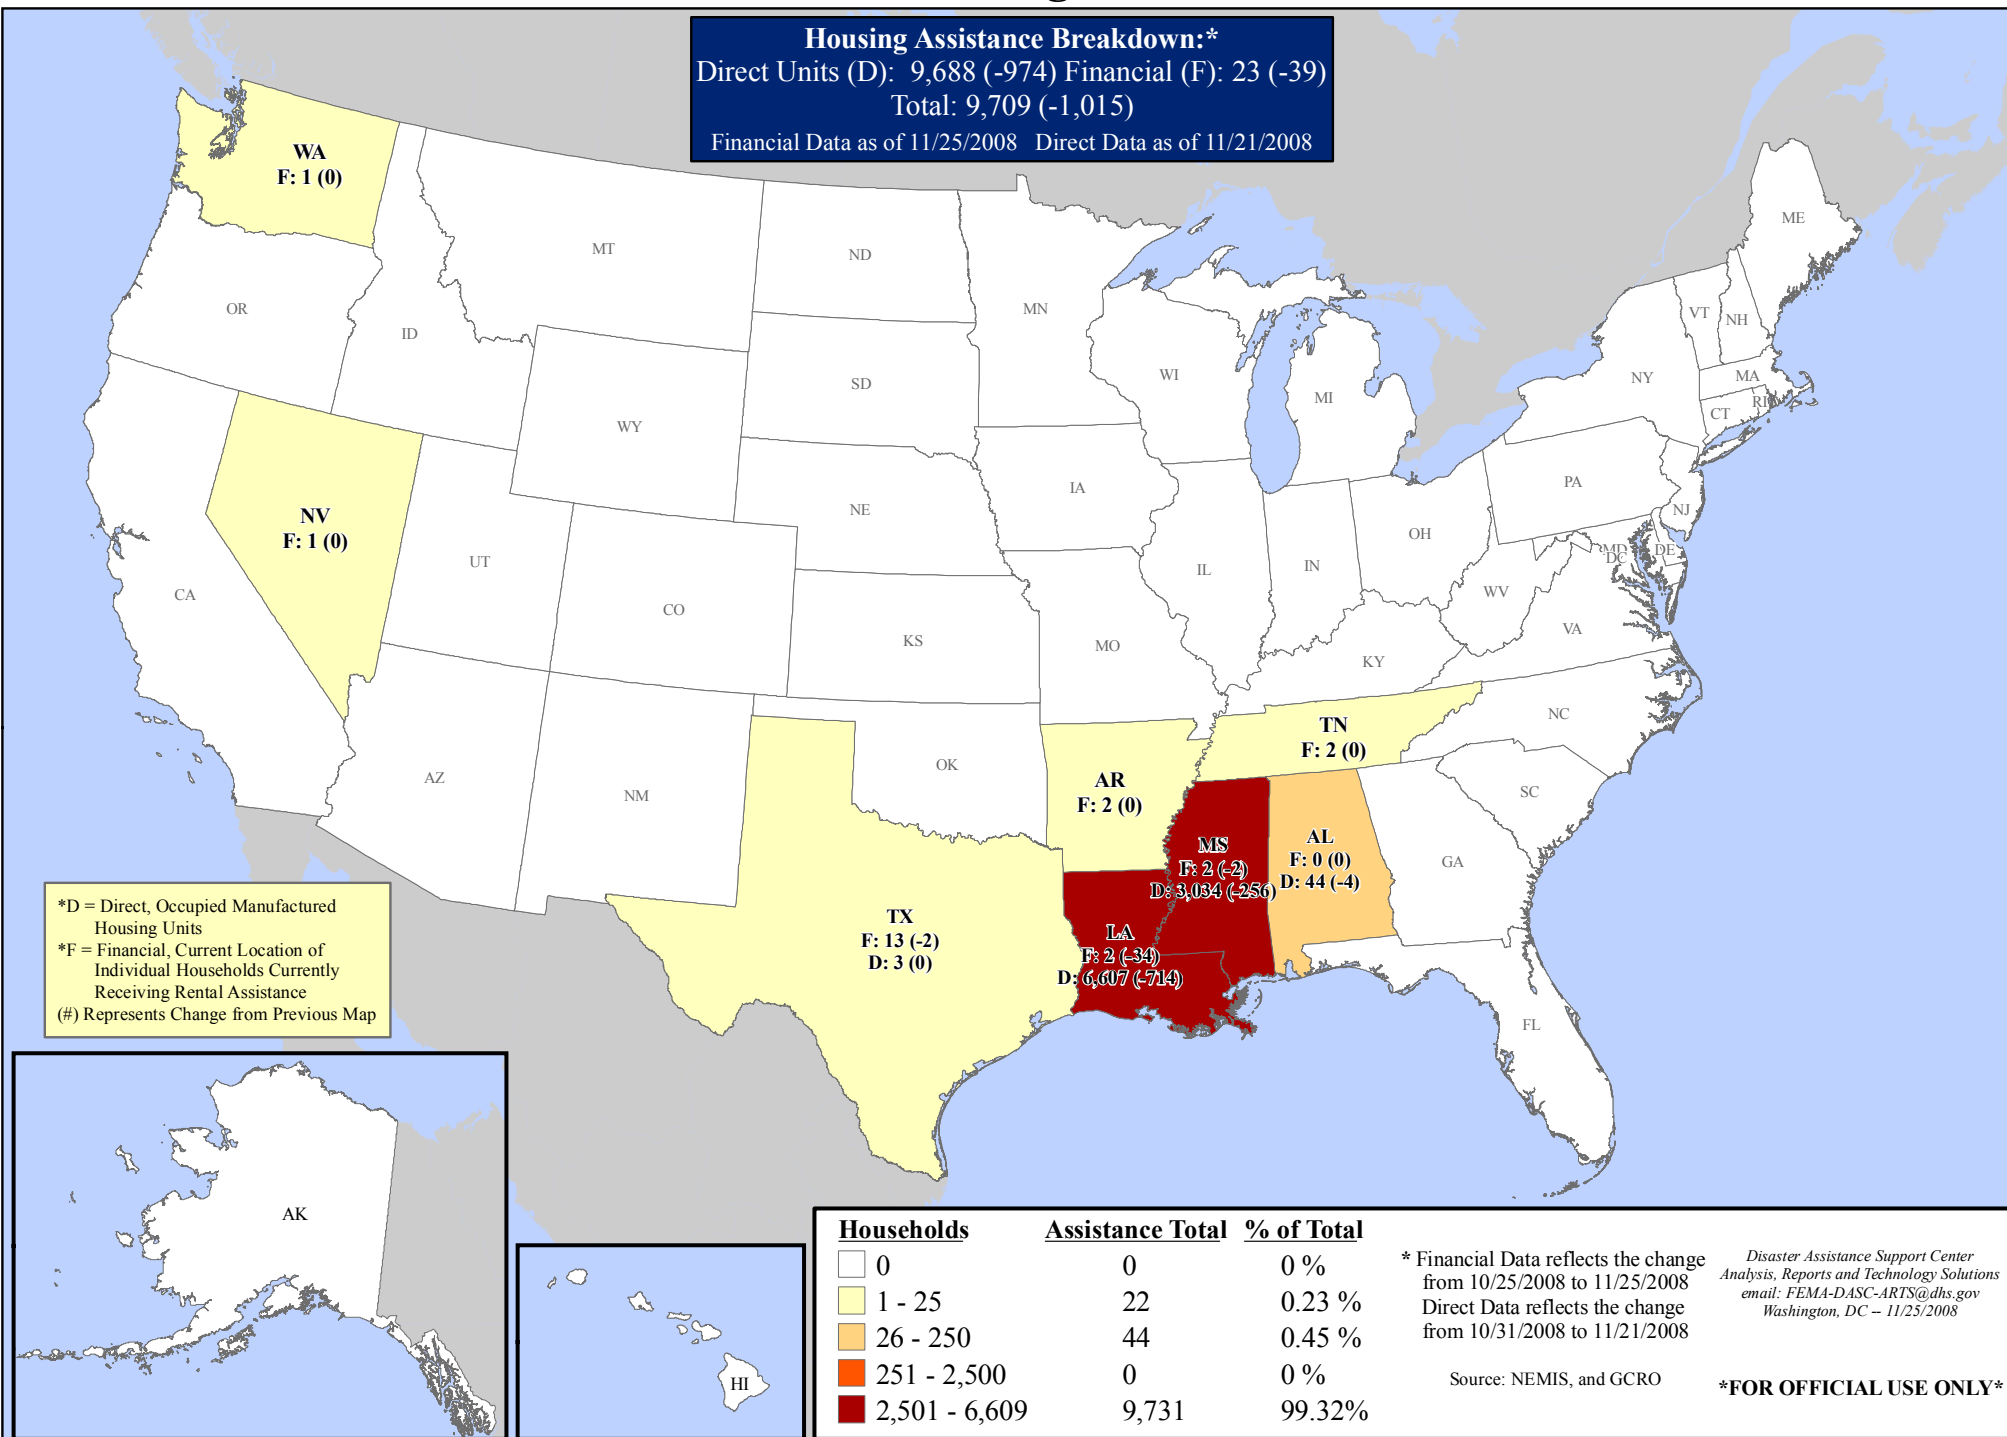 Housing Assistance Breakdown:*
Direct Units (D): 9,688 (-974) Financial (F): 23 (-39)
Total: 9,709 (-1,015)
Financial Data as of 11/25/2008 Direct Data as of 11/21/2008
WA
F: 1 (0)
MT
ND
MN
ME
OR
ID
SD
WI
MI
VT
NH
NY
MA
RI
CT
WY
NV
F: 1 (0)
NE
IA
PA
NJ
OH
UT
CA
CO
KS
MO
IL
IN
MD
DC
DE
WV
VA
KY
NC
TN
F: 2 (0)
AZ
NM
OK
AR
F: 2 (0)
SC
MS
F: 2 (-2)
D: 3,034 (-256)
AL
F: 0 (0)
D: 44 (-4)
GA
TX
F: 13 (-2)
D: 3 (0)
LA
F: 2 (-34)
D: 6,607 (-714)
FL
*D = Direct, Occupied Manufactured
Housing Units
*F = Financial, Current Location of
Individual Households Currently
Receiving Rental Assistance
(#) Represents Change from Previous Map
AK
HI
Households Assistance Total % of Total
0 0 0 %
1 - 25 22 0.23 %
26 - 250 44 0.45 %
251 - 2,500 0 0 %
2,501 - 6,609 9,731 99.32%
* Financial Data reflects the change
from 10/25/2008 to 11/25/2008
Direct Data reflects the change
from 10/31/2008 to 11/21/2008
Source: NEMIS, and GCRO
Disaster Assistance Support Center
Analysis, Reports and Technology Solutions
email: FEMA-DASC-ARTS@dhs.gov
Washington, DC -- 11/25/2008
*FOR OFFICIAL USE ONLY*